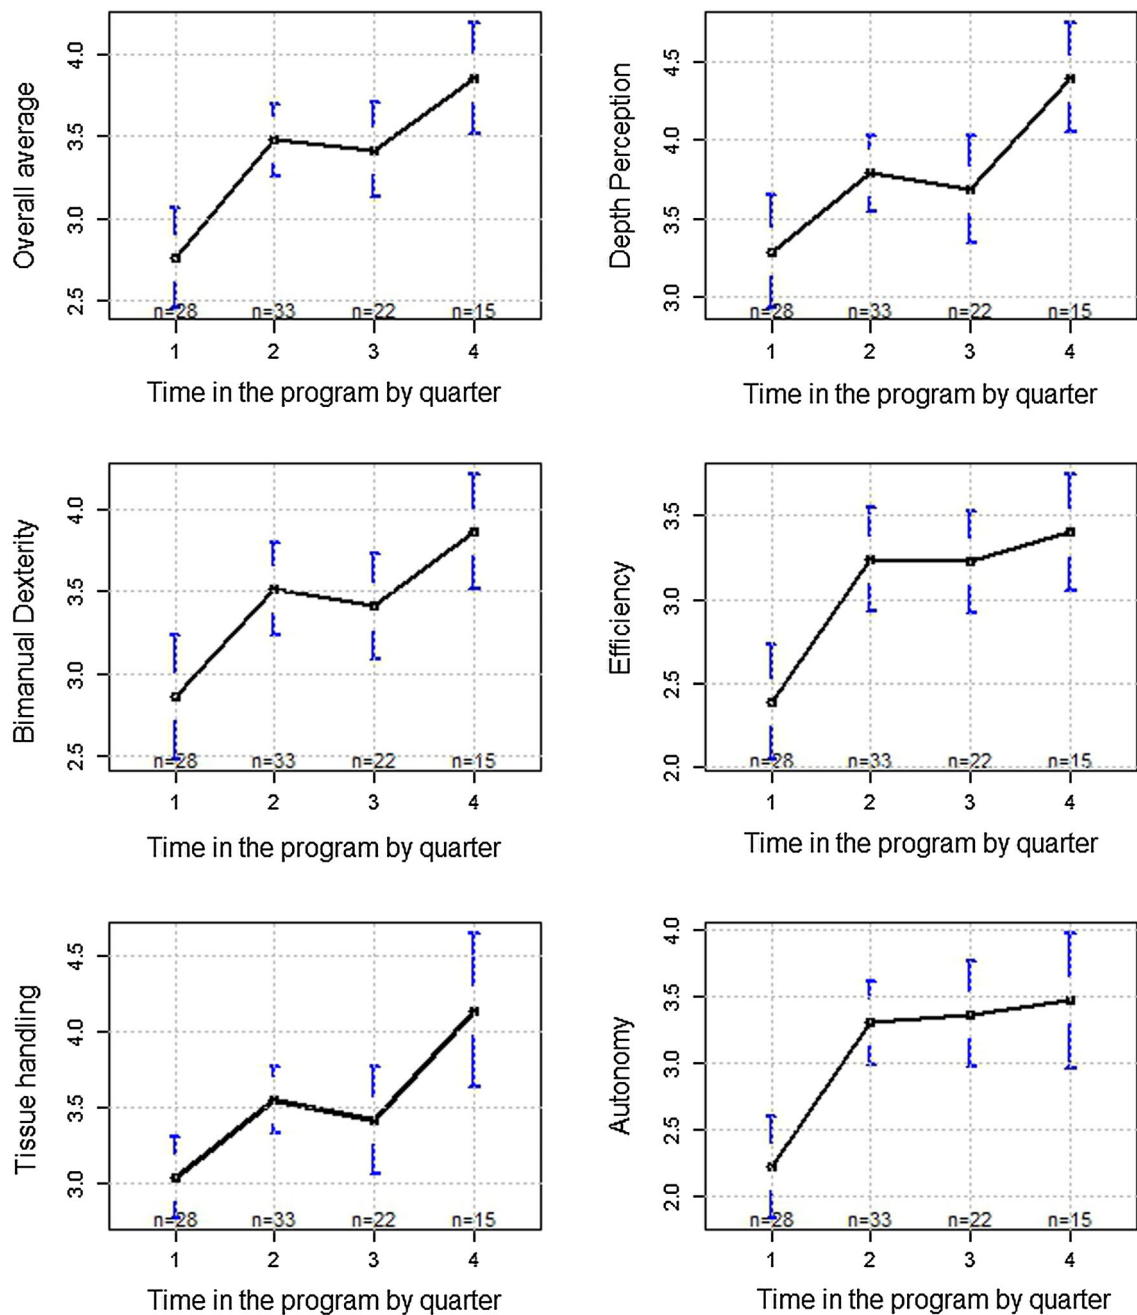 Overall average
4.0
3.5
3.0
2.5
n=28 n=33 n=22 n=15
1 2 3 4
Time in the program by quarter
Depth Perception
4.5
4.0
3.5
3.0
n=28 n=33 n=22 n=15
1 2 3 4
Time in the program by quarter
Bimanual Dexterity
4.0
3.5
3.0
2.5
n=28 n=33 n=22 n=15
1 2 3 4
Time in the program by quarter
Efficiency
3.5
3.0
2.5
2.0
n=28 n=33 n=22 n=15
1 2 3 4
Time in the program by quarter
Tissue handling
4.5
4.0
3.5
3.0
n=28 n=33 n=22 n=15
1 2 3 4
Time in the program by quarter
Autonomy
4.0
3.5
3.0
2.5
2.0
n=28 n=33 n=22 n=15
1 2 3 4
Time in the program by quarter